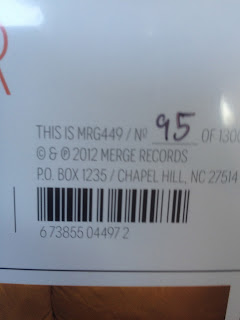 R
THIS IS MRG449 / Nº 95 OF 1300
© & ℗ 2012 MERGE RECORDS
P.O. BOX 1235 / CHAPEL HILL, NC 27514
6 73855 04497 2